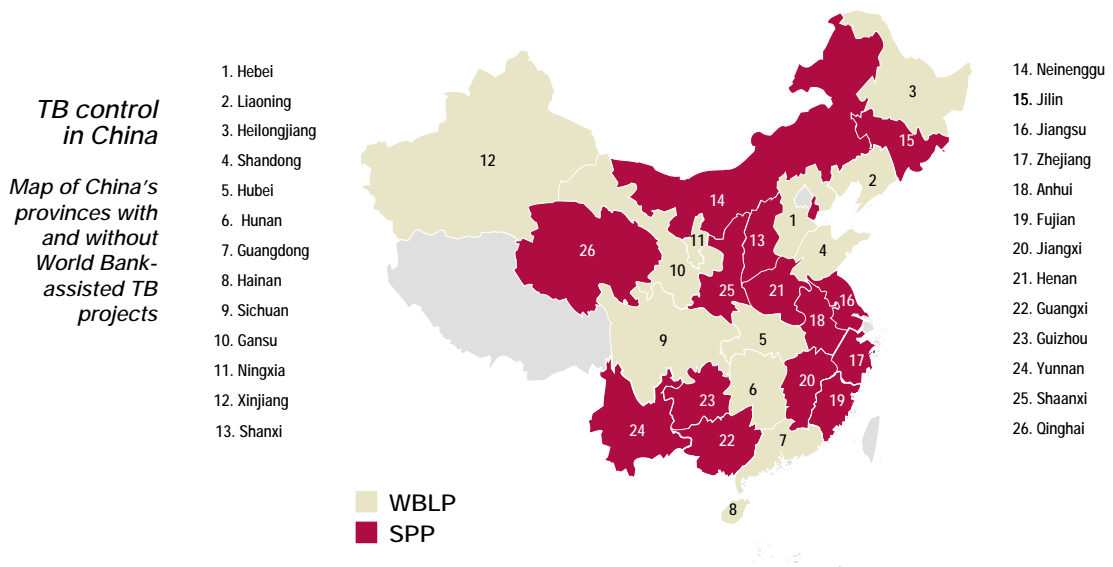 TB control
in China
Map of China's
provinces with
and without
World Bank-
assisted TB
projects
1. Hebei
2. Liaoning
3. Heilongjiang
4. Shandong
5. Hubei
6. Hunan
7. Guangdong
8. Hainan
9. Sichuan
10. Gansu
11. Ningxia
12. Xinjiang
13. Shanxi
3
15
12
2
14
1
13
11
4
26
10
25
21
16
18
9
5
17
20
6
23
19
24
22
7
8
14. Neinenggu
15. Jilin
16. Jiangsu
17. Zhejiang
18. Anhui
19. Fujian
20. Jiangxi
21. Henan
22. Guangxi
23. Guizhou
24. Yunnan
25. Shaanxi
26. Qinghai
WBLP
SPP